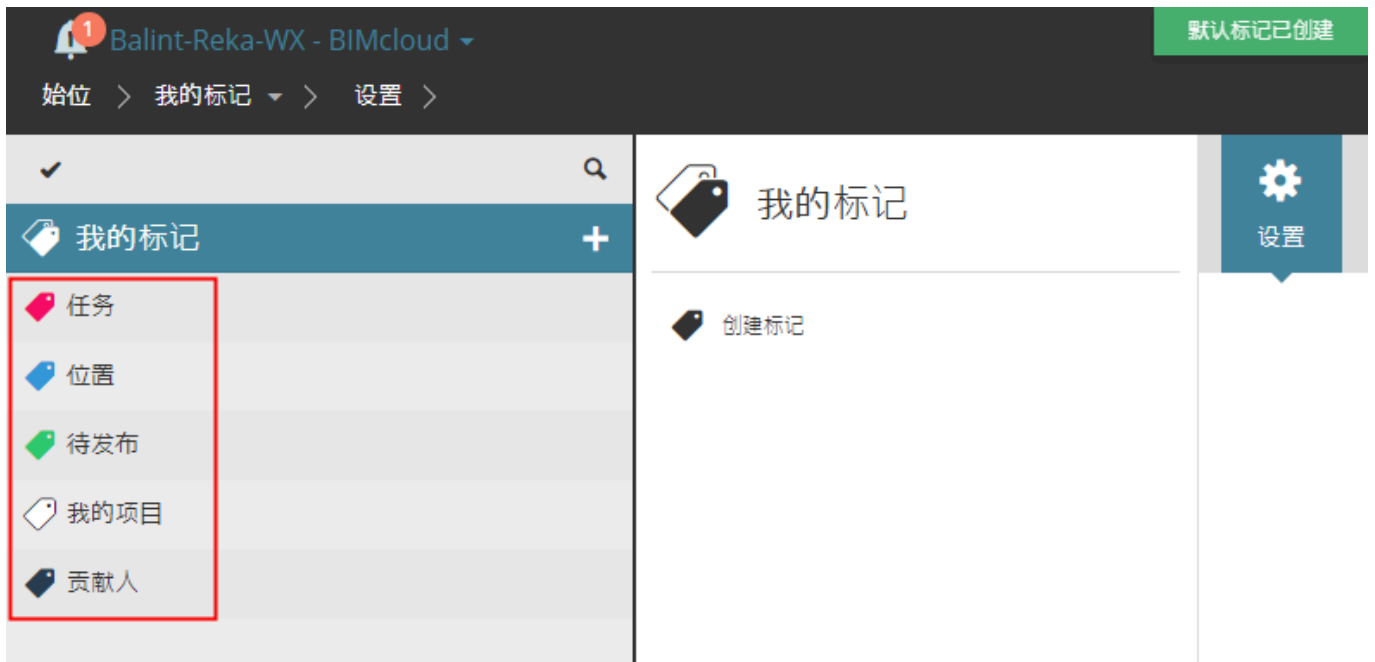 1
Balint-Reka-WX - BIMcloud
默认标记已创建
始位 > 我的标记 > 设置 >
我的标记
任务
位置
待发布
我的项目
贡献人
我的标记
创建标记
设置